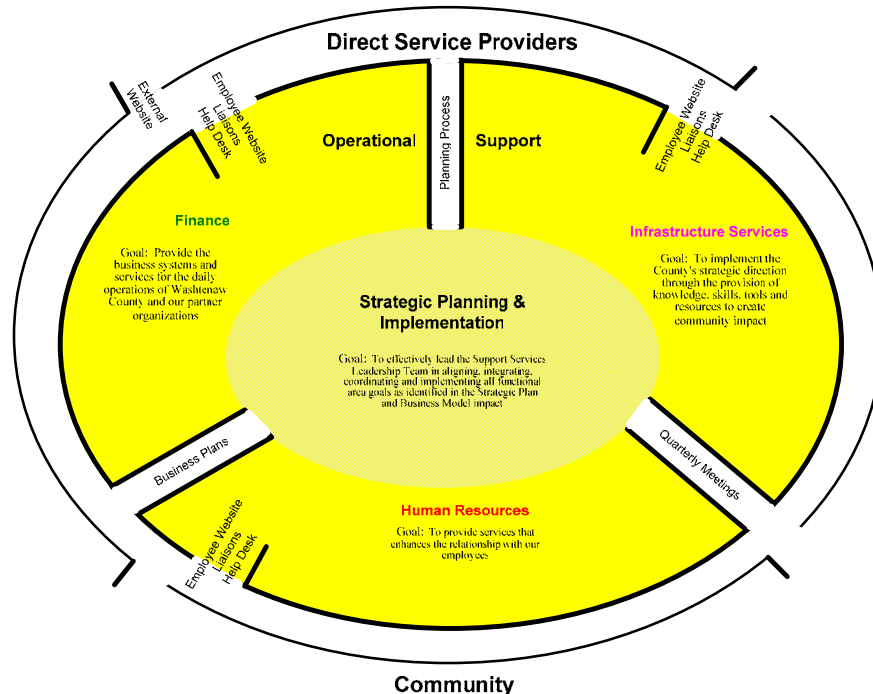 Direct Service Providers
External
Website
Employee Website
Liaisons
Help Desk
Operational
Planning Process
Support
Employee Website
Liaisons
Help Desk
Finance
Goal: Provide the
business systems and
services for the daily
operations of Washtenaw
County and our partner
organizations
Infrastructure Services
Goal: To implement the
County's strategic direction
through the provision of
knowledge, skills, tools and
resources to create
community impact
Strategic Planning &
Implementation
Goal: To effectively lead the Support Services
Leadership Team in aligning, integrating,
coordinating and implementing all functional
area goals as identified in the Strategic Plan
and Business Model impact
Business Plans
Quarterly Meetings
Human Resources
Goal: To provide services that
enhances the relationship with our
employees
Employee Website
Liaisons
Help Desk
Community